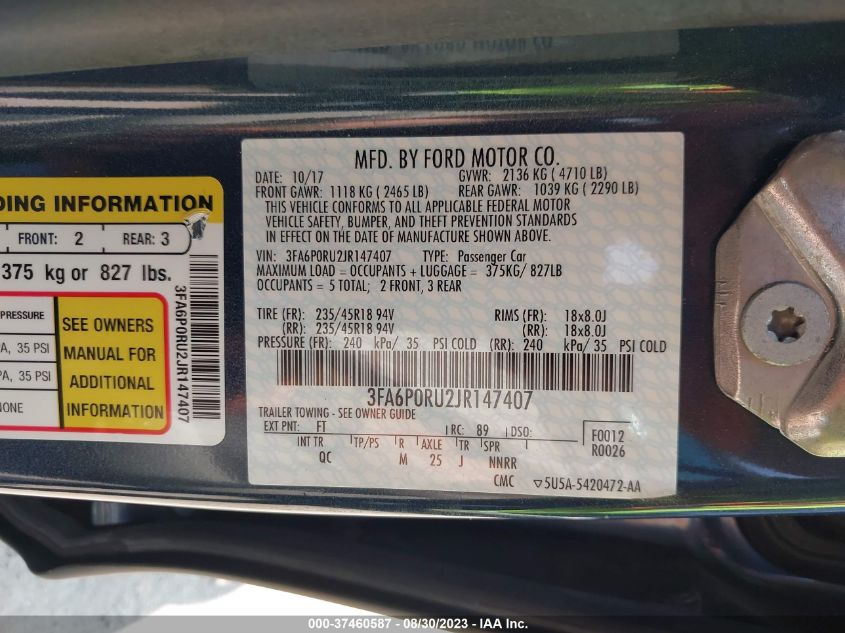 MFD. BY FORD MOTOR CO.
DATE: 10/17 GVWR: 2136 KG ( 4710 LB)
FRONT GAWR: 1118 KG ( 2465 LB) REAR GAWR: 1039 KG ( 2290 LB)
THIS VEHICLE CONFORMS TO ALL APPLICABLE FEDERAL MOTOR
VEHICLE SAFETY, BUMPER, AND THEFT PREVENTION STANDARDS
IN EFFECT ON THE DATE OF MANUFACTURE SHOWN ABOVE.
VIN: 3FA6P0RU2JR147407 TYPE: Passenger Car
MAXIMUM LOAD = OCCUPANTS + LUGGAGE = 375KG/ 827LB
OCCUPANTS = 5 TOTAL; 2 FRONT, 3 REAR
TIRE (FR): 235/45R18 94V RIMS (FR): 18x8.0J
(RR): 235/45R18 94V (RR): 18x8.0J
PRESSURE (FR): 240 kPa/ 35 PSI COLD (RR): 240 kPa/ 35 PSI COLD
3FA6P0RU2JR147407
TRAILER TOWING - SEE OWNER GUIDE
EXT PNT: FT RC: 89 DSO: F0012
R0026
INT TR TP/PS R AXLE TR SPR
QC M 25 J NNRR
CMC ▽5U5A-5420472-AA
DING INFORMATION
FRONT: 2 REAR: 3
375 kg or 827 lbs.
PRESSURE
PA, 35 PSI
PA, 35 PSI
NONE
SEE OWNERS
MANUAL FOR
ADDITIONAL
INFORMATION
3FA6P0RU2JR147407
000-37460587 - 08/30/2023 - IAA Inc.